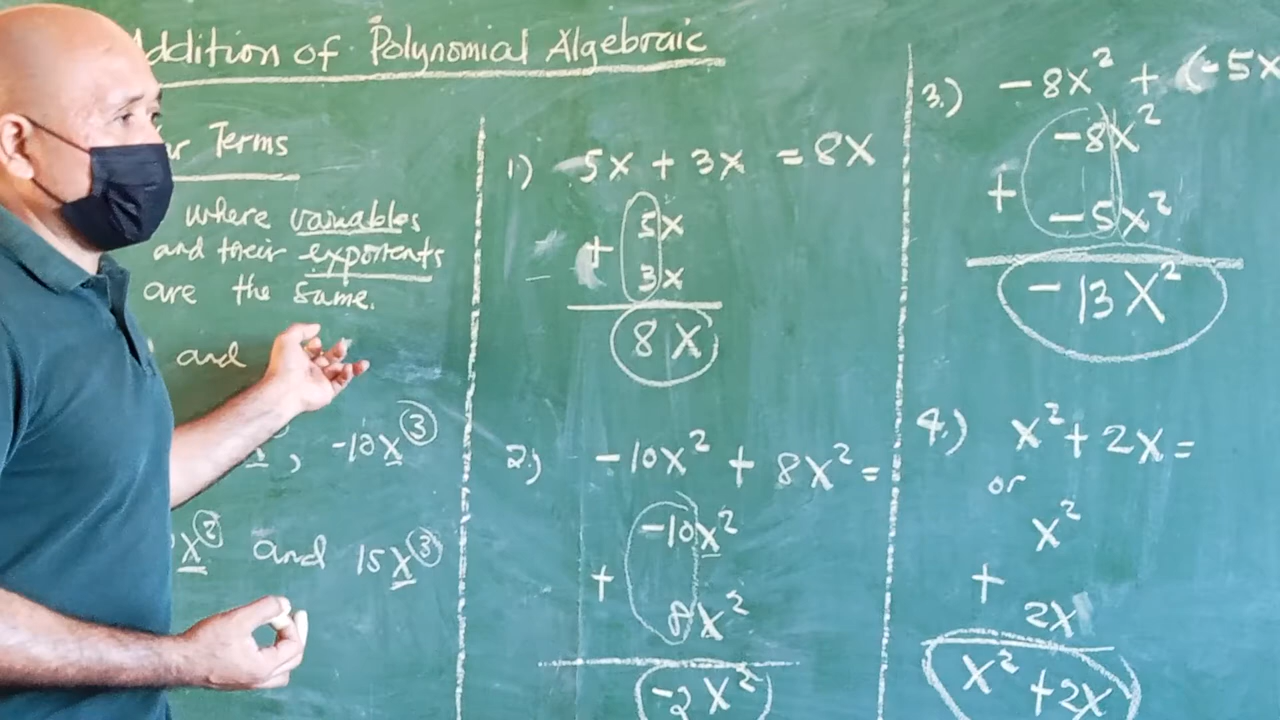 Addition of Polynomial Algebraic
Terms
where variables
and their exponents
are the same.
and
, -10x³
x² and 15x³
1.) 5x + 3x = 8x
5x
+
3x
8x
2.) -10x² + 8x² =
-10x²
+
8x²
-2x²
3.) -8x² + (-5x
-8x²
+
-5x²
-13x²
4.) x² + 2x =
or
x²
+
2x
x² + 2x